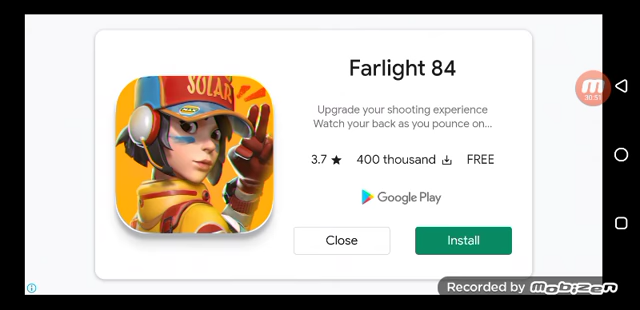 Farlight 84
SOLAR
Upgrade your shooting experience
Watch your back as you pounce on...
3.7 ★ 400 thousand FREE
Google Play
Close Install
30:51
Recorded by Mobizen